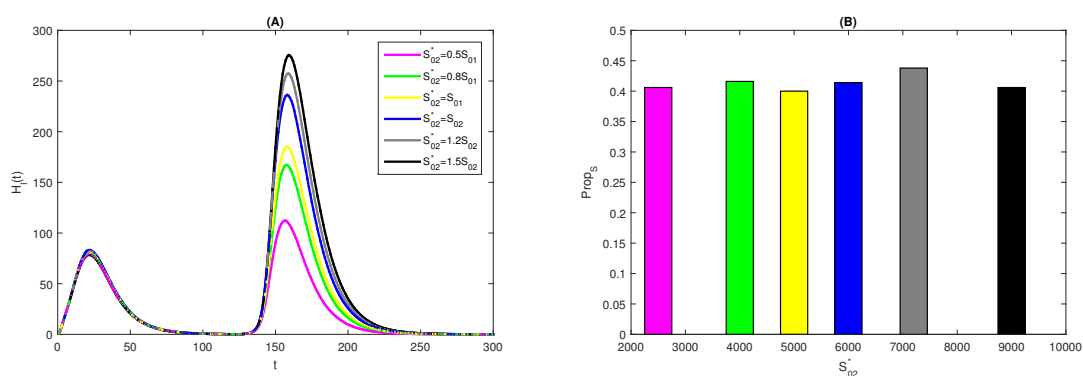 (A)
300
250
200
150
100
50
0
H_I(t)
0 50 100 150 200 250 300
t
S*_02=0.5S_01
S*_02=0.8S_01
S*_02=S_01
S*_02=S_02
S*_02=1.2S_02
S*_02=1.5S_02
(B)
0.5
0.45
0.4
0.35
0.3
0.25
0.2
0.15
0.1
0.05
0
Prop_S
2000 3000 4000 5000 6000 7000 8000 9000 10000
S*_02